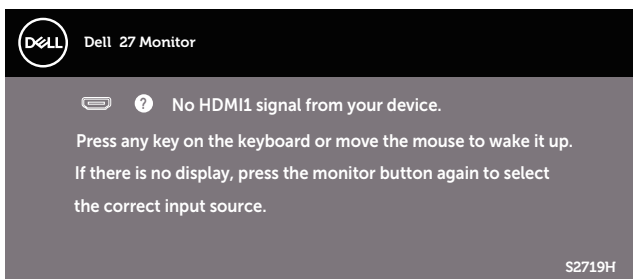 DELL
Dell 27 Monitor
? No HDMI1 signal from your device.
Press any key on the keyboard or move the mouse to wake it up.
If there is no display, press the monitor button again to select
the correct input source.
S2719H